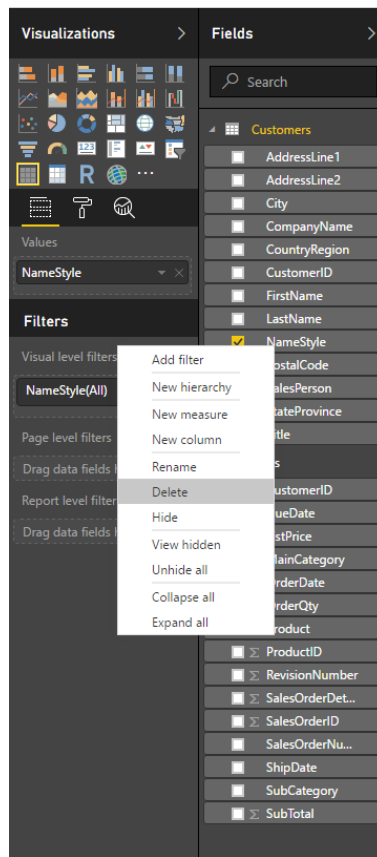 Visualizations >
Fields >
Search
123
R
...
Values
NameStyle
Filters
Visual level filters
NameStyle(All)
Page level filters
Drag data fields
Report level filter
Drag data fields
Customers
AddressLine1
AddressLine2
City
CompanyName
CountryRegion
CustomerID
FirstName
LastName
NameStyle
ostalCode
alesPerson
tateProvince
itle
s
ustomerID
ueDate
stPrice
MainCategory
rderDate
rderQty
roduct
Σ ProductID
Σ RevisionNumber
Σ SalesOrderDet...
Σ SalesOrderID
SalesOrderNu...
ShipDate
SubCategory
Σ SubTotal
Add filter
New hierarchy
New measure
New column
Rename
Delete
Hide
View hidden
Unhide all
Collapse all
Expand all